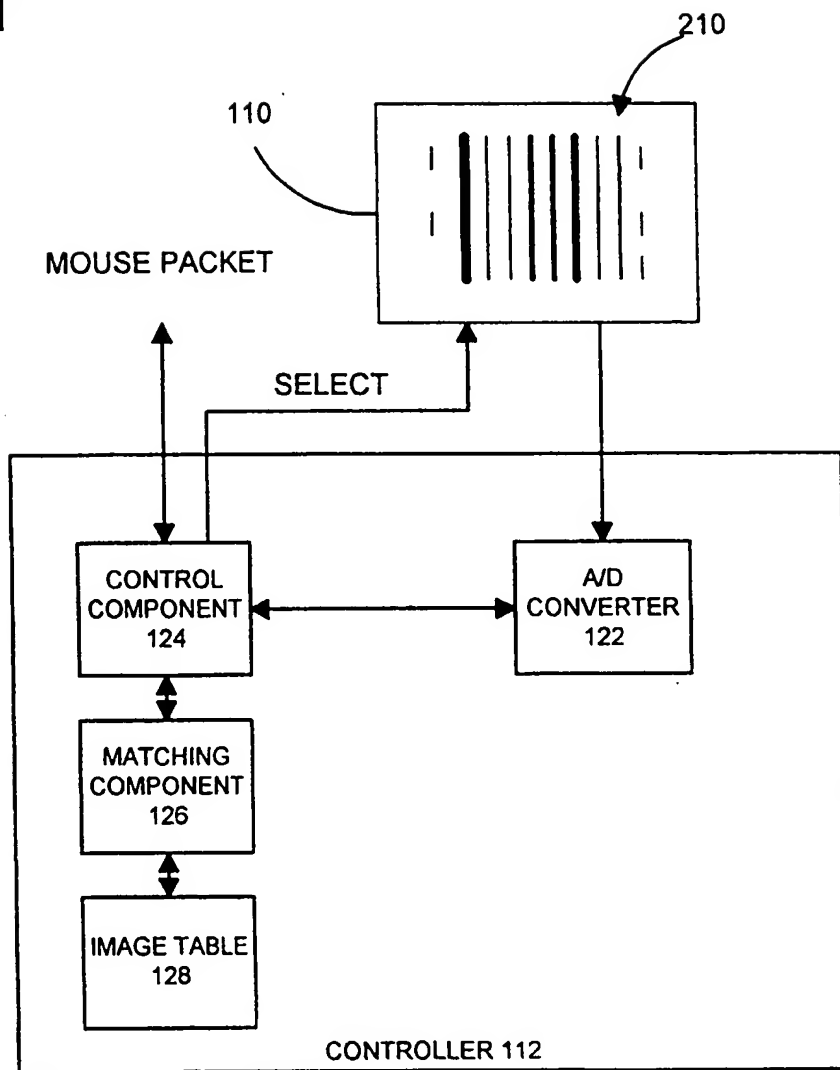 210
110
MOUSE PACKET
SELECT
CONTROL
COMPONENT
124
A/D
CONVERTER
122
MATCHING
COMPONENT
126
IMAGE TABLE
128
CONTROLLER 112